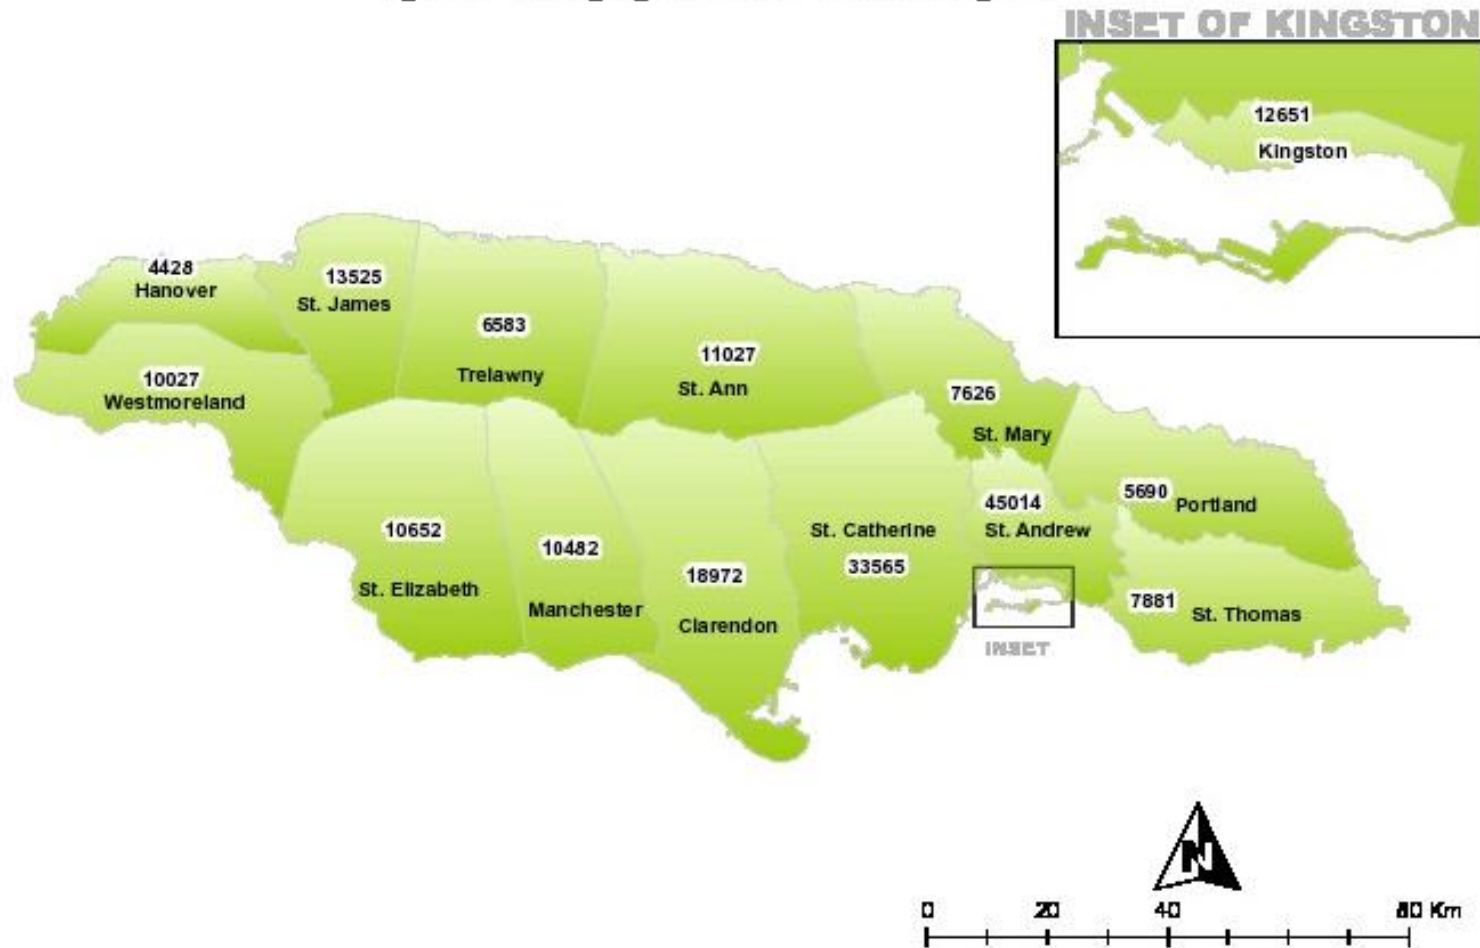 INSET OF KINGSTON
12651
Kingston
4428
Hanover
13525
St. James
6583
Trelawny
11027
St. Ann
10027
Westmoreland
7626
St. Mary
5690
Portland
45014
St. Andrew
10652
St. Elizabeth
10482
Manchester
18972
Clarendon
St. Catherine
33565
7881
St. Thomas
INSET
N
0 20 40 80 Km